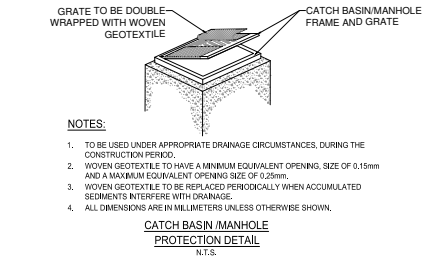 GRATE TO BE DOUBLE
WRAPPED WITH WOVEN
GEOTEXTILE
CATCH BASIN/MANHOLE
FRAME AND GRATE
NOTES:
1. TO BE USED UNDER APPROPRIATE DRAINAGE CIRCUMSTANCES, DURING THE
CONSTRUCTION PERIOD.
2. WOVEN GEOTEXTILE TO HAVE A MINIMUM EQUIVALENT OPENING, SIZE OF 0.15mm
AND A MAXIMUM EQUIVALENT OPENING SIZE OF 0.25mm.
3. WOVEN GEOTEXTILE TO BE REPLACED PERIODICALLY WHEN ACCUMULATED
SEDIMENTS INTERFERE WITH DRAINAGE.
4. ALL DIMENSIONS ARE IN MILLIMETERS UNLESS OTHERWISE SHOWN.
CATCH BASIN /MANHOLE
PROTECTION DETAIL
N.T.S.